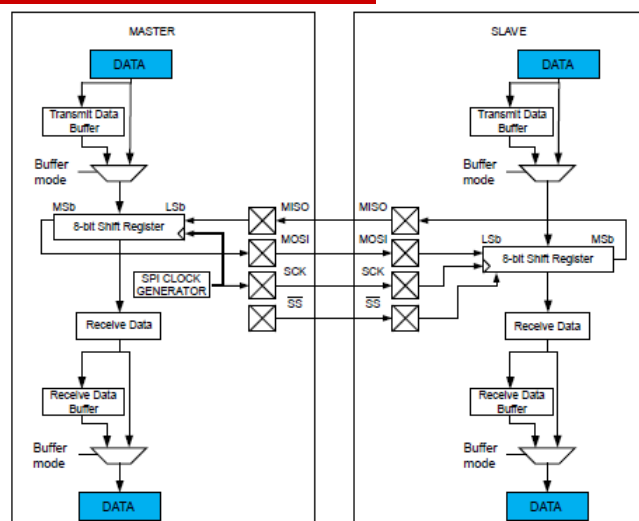 MASTER
DATA
Transmit Data
Buffer
Buffer
mode
MSb
LSb
8-bit Shift Register
SPI CLOCK
GENERATOR
Receive Data
Receive Data
Buffer
Buffer
mode
DATA
MISO
MISO
MOSI
MOSI
SCK
SCK
SS
SS
SLAVE
DATA
Transmit Data
Buffer
Buffer
mode
LSb
MSb
8-bit Shift Register
Receive Data
Receive Data
Buffer
Buffer
mode
DATA